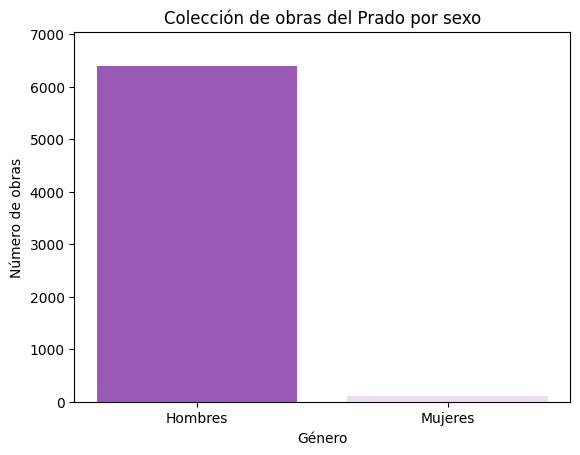 Colección de obras del Prado por sexo
7000
6000
5000
4000
3000
2000
1000
0
Número de obras
Hombres
Mujeres
Género